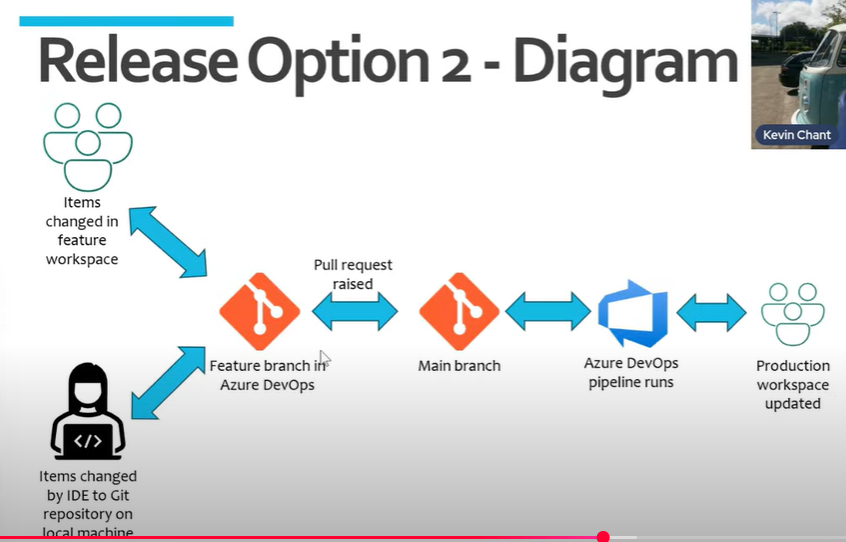 Release Option 2 - Diagram
Kevin Chant
Items
changed in
feature
workspace
Pull request
raised
Feature branch in
Azure DevOps
Main branch
Azure DevOps
pipeline runs
Production
workspace
updated
</>
Items changed
by IDE to Git
repository on
local machine